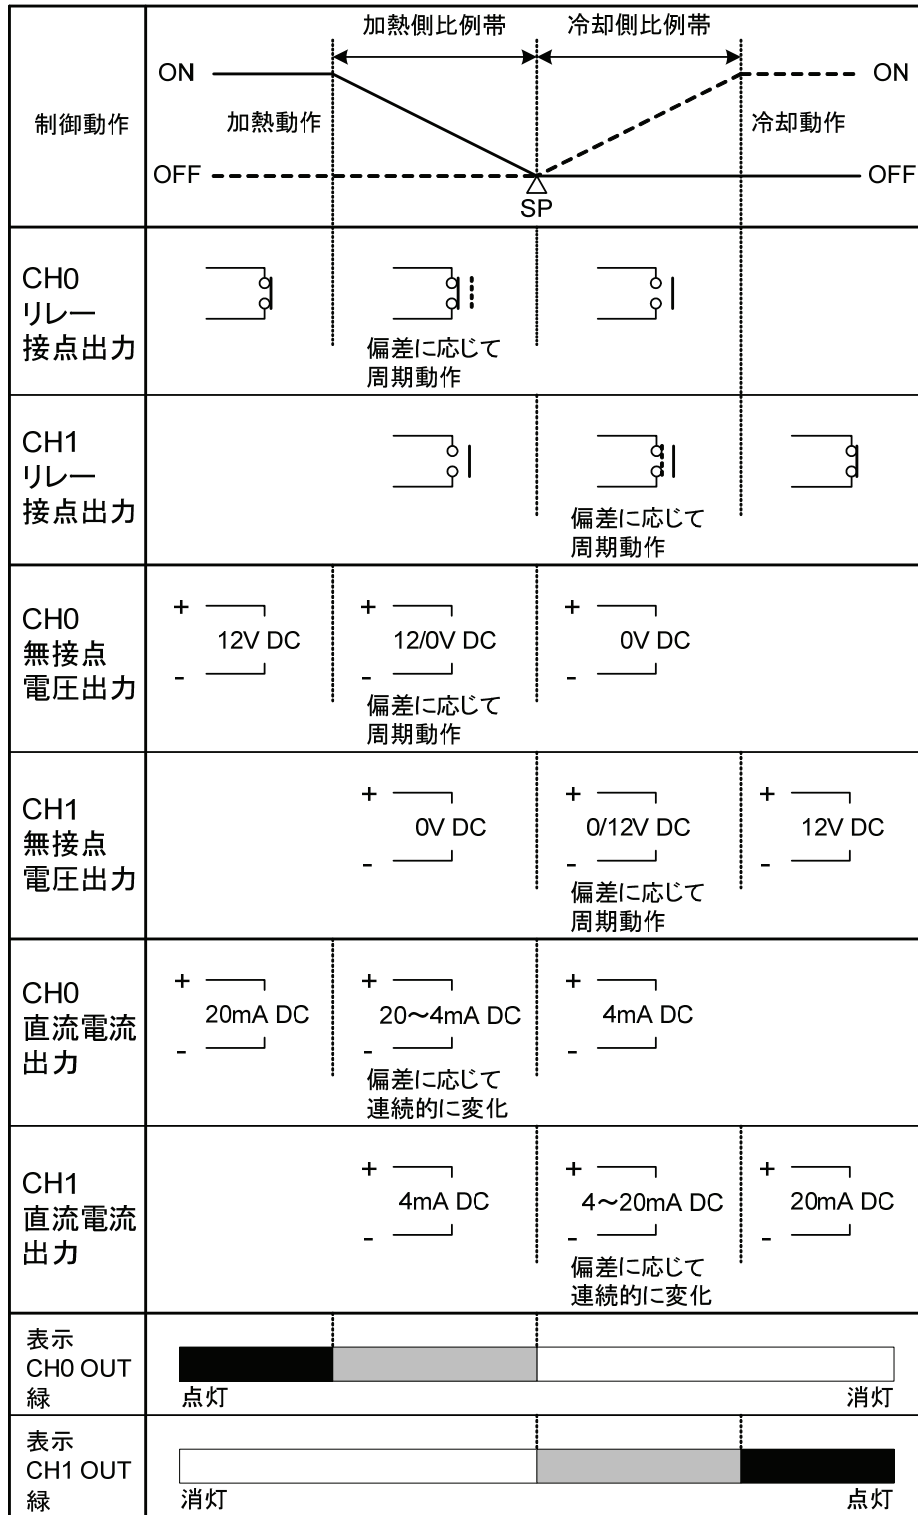 加熱側比例帯 冷却側比例帯
ON ON
制御動作 加熱動作 冷却動作
OFF OFF
SP
CH0
リレー
接点出力
偏差に応じて
周期動作
CH1
リレー
接点出力
偏差に応じて
周期動作
CH0
無接点
電圧出力
+ + +
12V DC 12/0V DC 0V DC
- - -
偏差に応じて
周期動作
CH1
無接点
電圧出力
+ + +
0V DC 0/12V DC 12V DC
- - -
偏差に応じて
周期動作
CH0
直流電流
出力
+ + +
20mA DC 20～4mA DC 4mA DC
- - -
偏差に応じて
連続的に変化
CH1
直流電流
出力
+ + +
4mA DC 4～20mA DC 20mA DC
- - -
偏差に応じて
連続的に変化
表示
CH0 OUT
緑
点灯 消灯
表示
CH1 OUT
緑
消灯 点灯